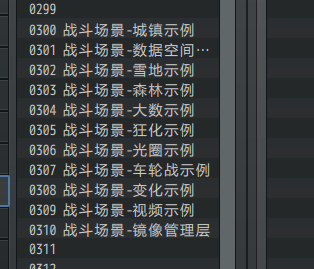 0299
0300 战斗场景-城镇示例
0301 战斗场景-数据空间…
0302 战斗场景-雪地示例
0303 战斗场景-森林示例
0304 战斗场景-大数示例
0305 战斗场景-狂化示例
0306 战斗场景-光圈示例
0307 战斗场景-车轮战示例
0308 战斗场景-变化示例
0309 战斗场景-视频示例
0310 战斗场景-镜像管理层
0311
0312